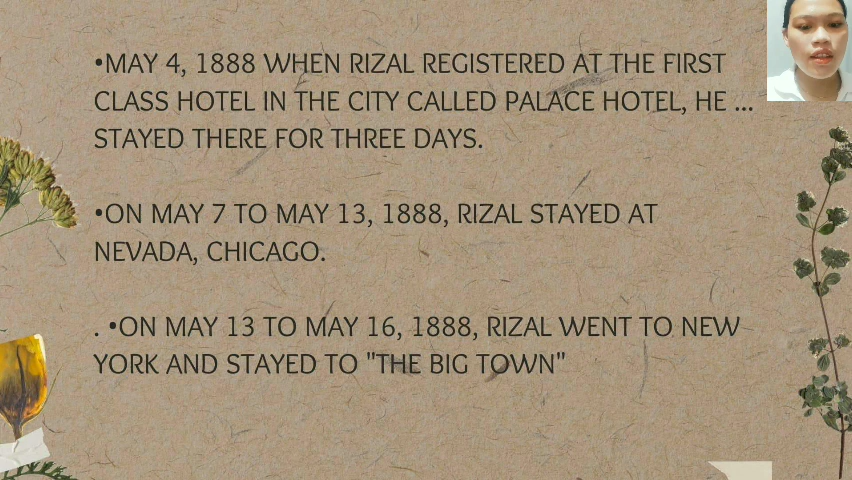 •MAY 4, 1888 WHEN RIZAL REGISTERED AT THE FIRST
CLASS HOTEL IN THE CITY CALLED PALACE HOTEL, HE ...
STAYED THERE FOR THREE DAYS.
•ON MAY 7 TO MAY 13, 1888, RIZAL STAYED AT
NEVADA, CHICAGO.
. •ON MAY 13 TO MAY 16, 1888, RIZAL WENT TO NEW
YORK AND STAYED TO "THE BIG TOWN"